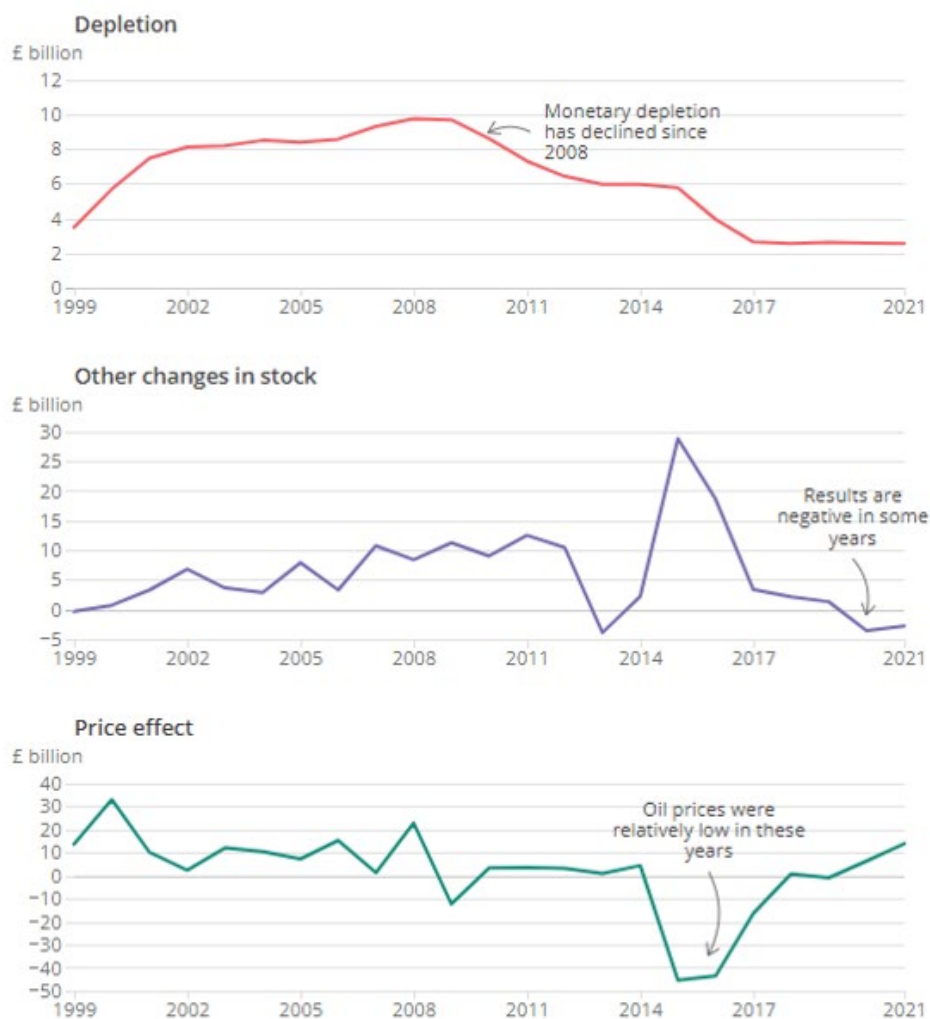 Depletion
£ billion
12
10
Monetary depletion
has declined since
2008
8
6
4
2
0
1999 2002 2005 2008 2011 2014 2017 2021
Other changes in stock
£ billion
30
25
20
Results are
negative in some
years
15
10
5
0
−5
1999 2002 2005 2008 2011 2014 2017 2021
Price effect
£ billion
40
30
Oil prices were
relatively low in these
years
20
10
0
−10
−20
−30
−40
−50
1999 2002 2005 2008 2011 2014 2017 2021